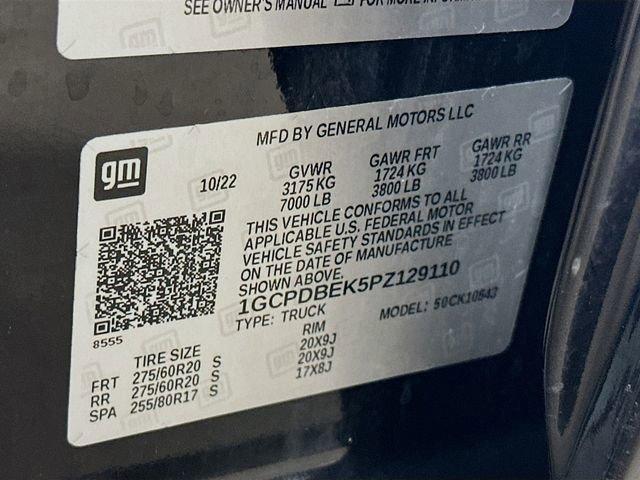 SEE OWNER'S MANUAL FOR MORE INFORMATION
gm
MFD BY GENERAL MOTORS LLC
10/22
GVWR GAWR FRT GAWR RR
3175 KG 1724 KG 1724 KG
7000 LB 3800 LB 3800 LB
THIS VEHICLE CONFORMS TO ALL
APPLICABLE U.S. FEDERAL MOTOR
VEHICLE SAFETY STANDARDS IN EFFECT
ON THE DATE OF MANUFACTURE
SHOWN ABOVE.
1GCPDBEK5PZ129110
TYPE: TRUCK MODEL: 50CK10543
8555
TIRE SIZE RIM
FRT 275/60R20 S 20X9J
RR 275/60R20 S 20X9J
SPA 255/80R17 S 17X8J